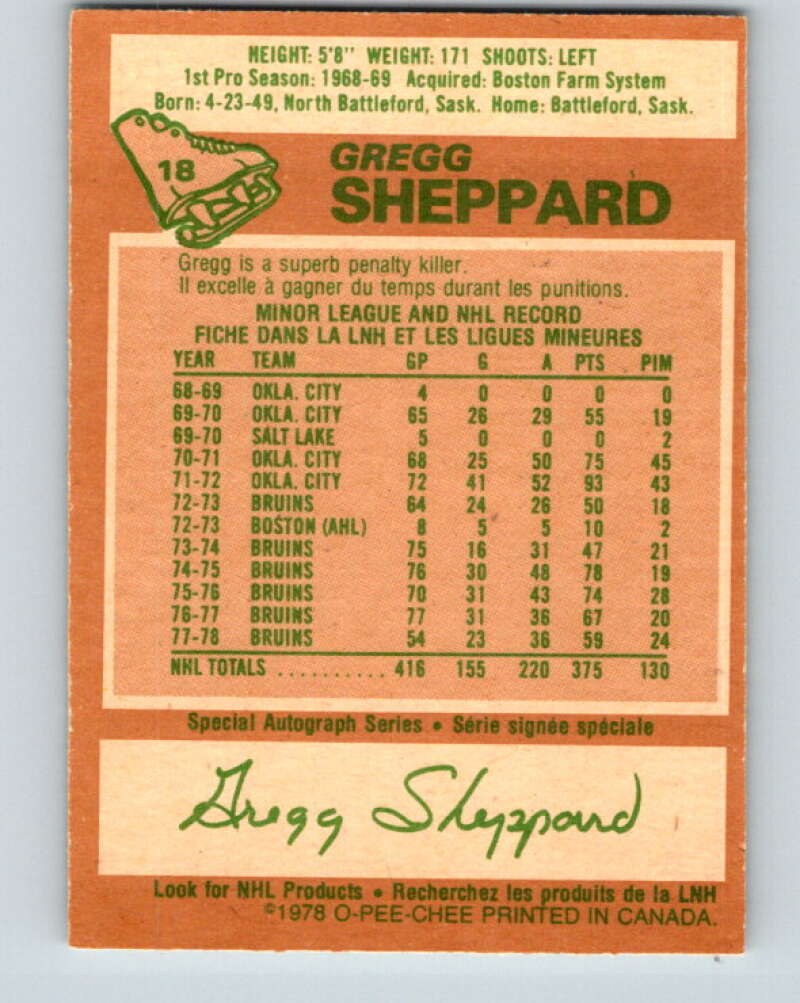 HEIGHT: 5'8" WEIGHT: 171 SHOOTS: LEFT
1st Pro Season: 1968-69 Acquired: Boston Farm System
Born: 4-23-49, North Battleford, Sask. Home: Battleford, Sask.
18
GREGG
SHEPPARD
Gregg is a superb penalty killer.
Il excelle à gagner du temps durant les punitions.
MINOR LEAGUE AND NHL RECORD
FICHE DANS LA LNH ET LES LIGUES MINEURES
YEAR TEAM GP G A PTS PIM
68-69 OKLA. CITY 4 0 0 0 0
69-70 OKLA. CITY 65 26 29 55 19
69-70 SALT LAKE 5 0 0 0 2
70-71 OKLA. CITY 68 25 50 75 45
71-72 OKLA. CITY 72 41 52 93 43
72-73 BRUINS 64 24 26 50 18
72-73 BOSTON (AHL) 8 5 5 10 2
73-74 BRUINS 75 16 31 47 21
74-75 BRUINS 76 30 48 78 19
75-76 BRUINS 70 31 43 74 28
76-77 BRUINS 77 31 36 67 20
77-78 BRUINS 54 23 36 59 24
NHL TOTALS .......... 416 155 220 375 130
Special Autograph Series • Série signée spéciale
Gregg Sheppard
Look for NHL Products • Recherchez les produits de la LNH
©1978 O-PEE-CHEE PRINTED IN CANADA.